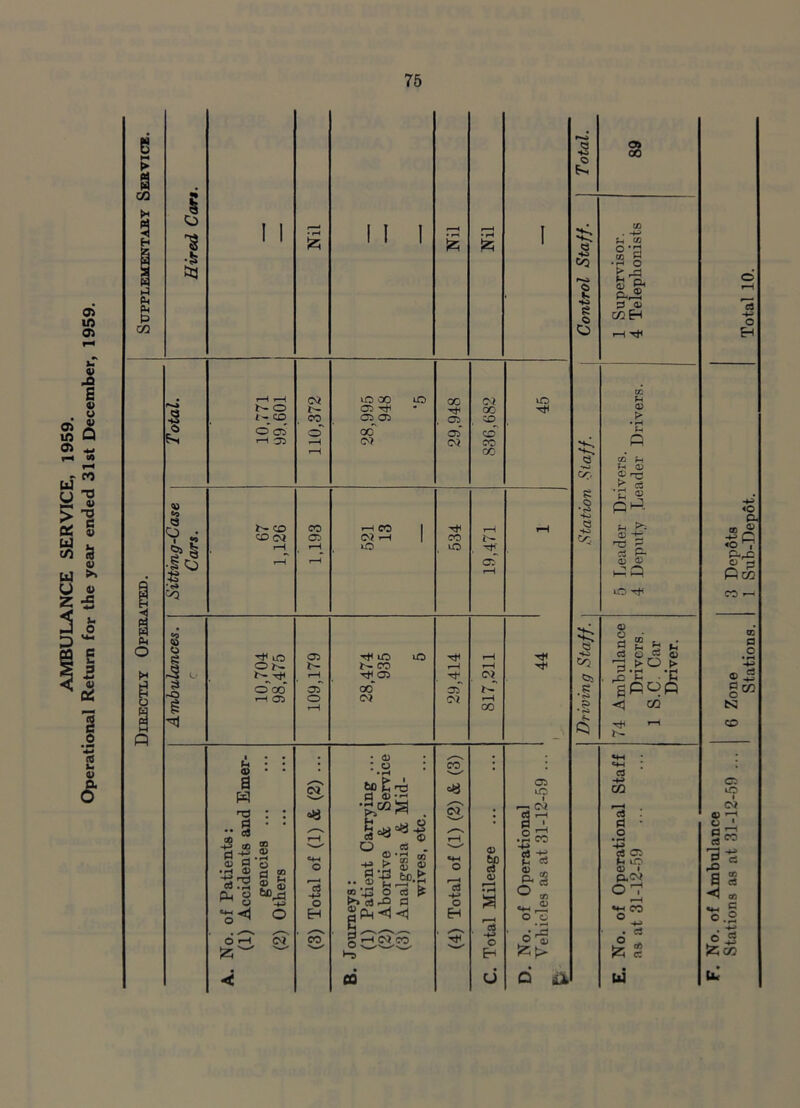 75
AMBULANCE SERVICE, 1959.
Operational Return for the year ended 31st December, 1959.
DIRECTLY OPERATED. SUPPLEMENTARY SERVICE.
Ambulances. Sitting-Case Cars. Total. Hired Cars.
A. No. of Patients:
(1) Accidents and Emer-
gencies ... ... 10,704 67 10,771 —
(2) Others ... ... 98,475 1,126 99,601 —
(3) Total of (1) & (2) ... 109,179 1,193 110,372 Nil
B. Journeys:
(1) Patient Carrying ... 28,474 521 28,995 —
(2) Abortive & Service 935 13 948 —
(3) Analgesia & Mid-
wives, etc. ... 5 — 5 —
(4) Total of (1) (2) & (3) 29,414 534 29,948 Nil
C. Total Mileage ... ... 817,211 19,471 836,682 Nil
D. No. of Operational
Vehicles as at 31-12-59 ... 44 1 45 —
Driving Staff. Station Staff. Control Staff. Total.
E. No. of Operational Staff
as at 31-12-59 ... ...
74 Ambulance
Drivers.
1 S.C. Car
Driver.
5 Leader Drivers.
4 Deputy Leader Drivers.
1 Supervisor.
4 Telephonists
89
F. No. of Ambulance
Stations as at 31-12-59 ...
6 Zone
Stations.
3 Depôts
1 Sub-Depôt.
Total 10.